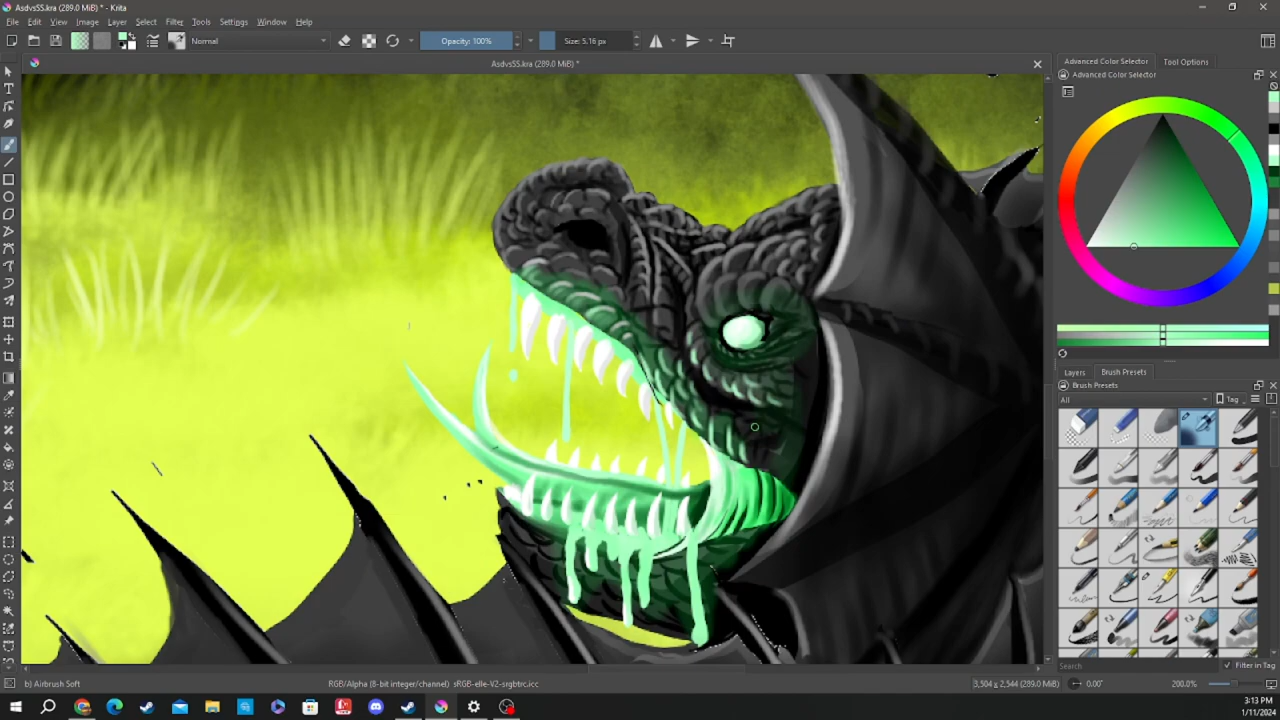 AsdvsSS.kra (289.0 MiB) * - Krita
File Edit View Image Layer Select Filter Tools Settings Window Help
Normal Opacity: 100% Size: 5.16 px
AsdvsSS.kra (289.0 MiB) *
Advanced Color Selector Tool Options
Advanced Color Selector
Layers Brush Presets
Brush Presets
All Tag
Search Filter in Tag
b) Airbrush Soft RGB/Alpha (8-bit integer/channel) sRGB-elle-V2-srgbtrc.icc 3,504 x 2,544 (289.0 MiB) 0.00° 200.0%
3:13 PM
1/11/2024